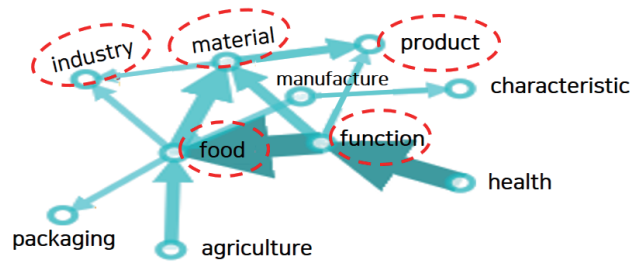 industry
material
product
manufacture
characteristic
food
function
health
packaging
agriculture